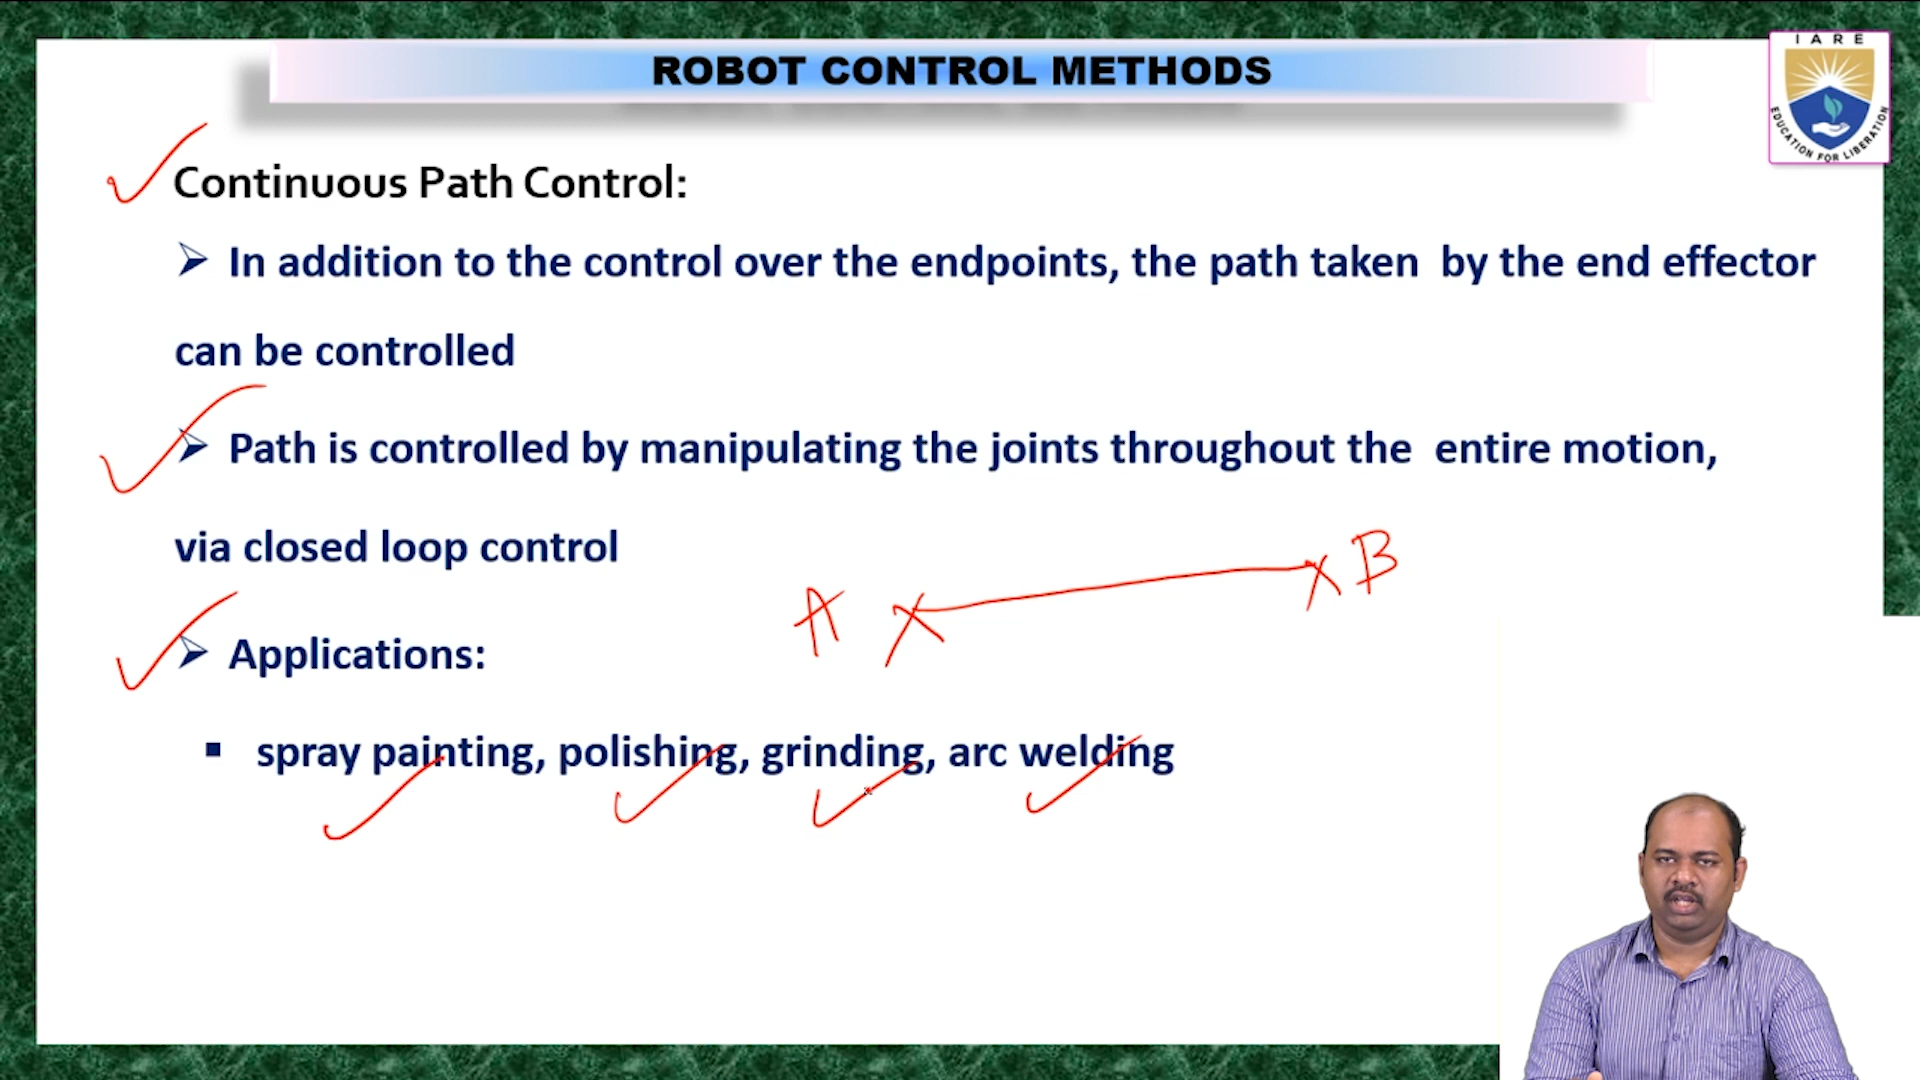 ROBOT CONTROL METHODS
I A R E
EDUCATION FOR LIBERATION
Continuous Path Control:
In addition to the control over the endpoints, the path taken by the end effector
can be controlled
Path is controlled by manipulating the joints throughout the entire motion,
via closed loop control
A B
Applications:
spray painting, polishing, grinding, arc welding